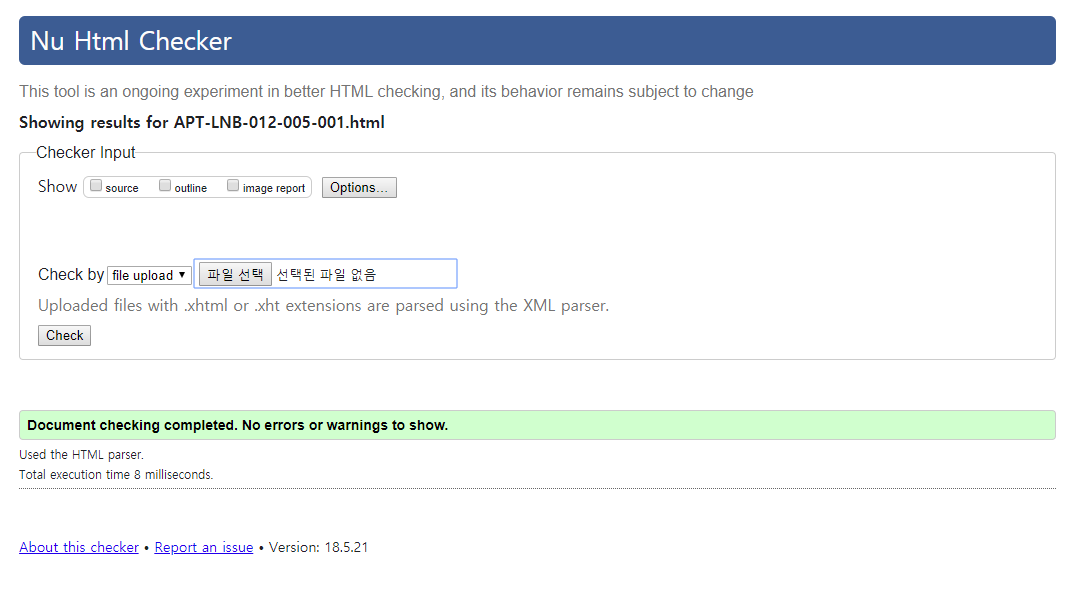 Nu Html Checker
This tool is an ongoing experiment in better HTML checking, and its behavior remains subject to change
Showing results for APT-LNB-012-005-001.html
Checker Input
Show source outline image report Options...
Check by file upload 파일 선택 선택된 파일 없음
Uploaded files with .xhtml or .xht extensions are parsed using the XML parser.
Check
Document checking completed. No errors or warnings to show.
Used the HTML parser.
Total execution time 8 milliseconds.
About this checker • Report an issue • Version: 18.5.21